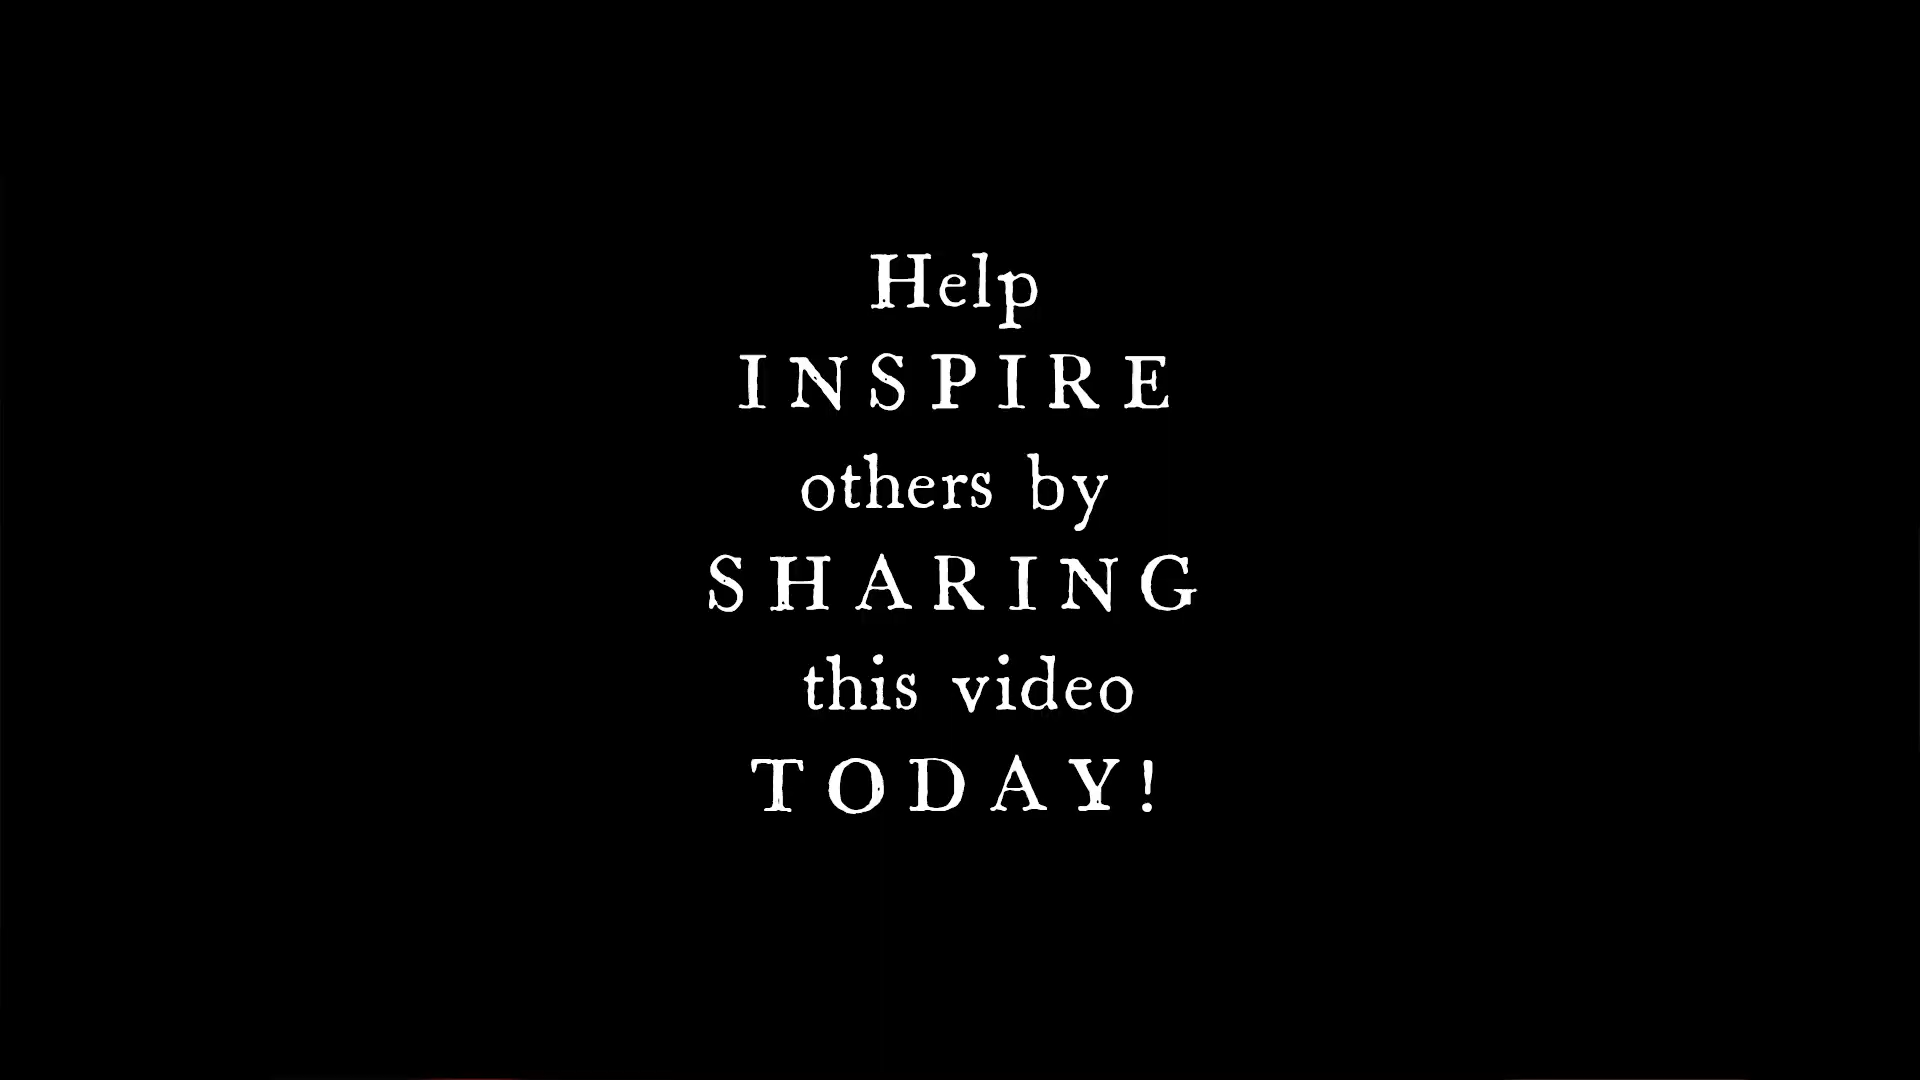 Help
INSPIRE
others by
SHARING
this video
TODAY!